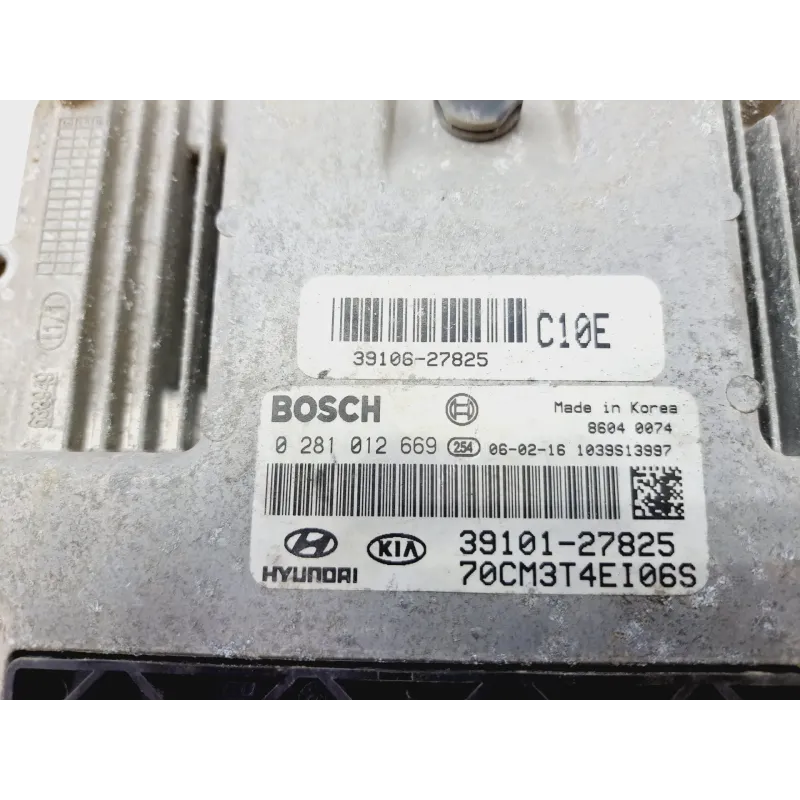 39106-27825
C10E
BOSCH
Made in Korea
8604 0074
0 281 012 669 254 06-02-16 1039S13997
HYUNDAI
KIA
39101-27825
70CM3T4EI06S